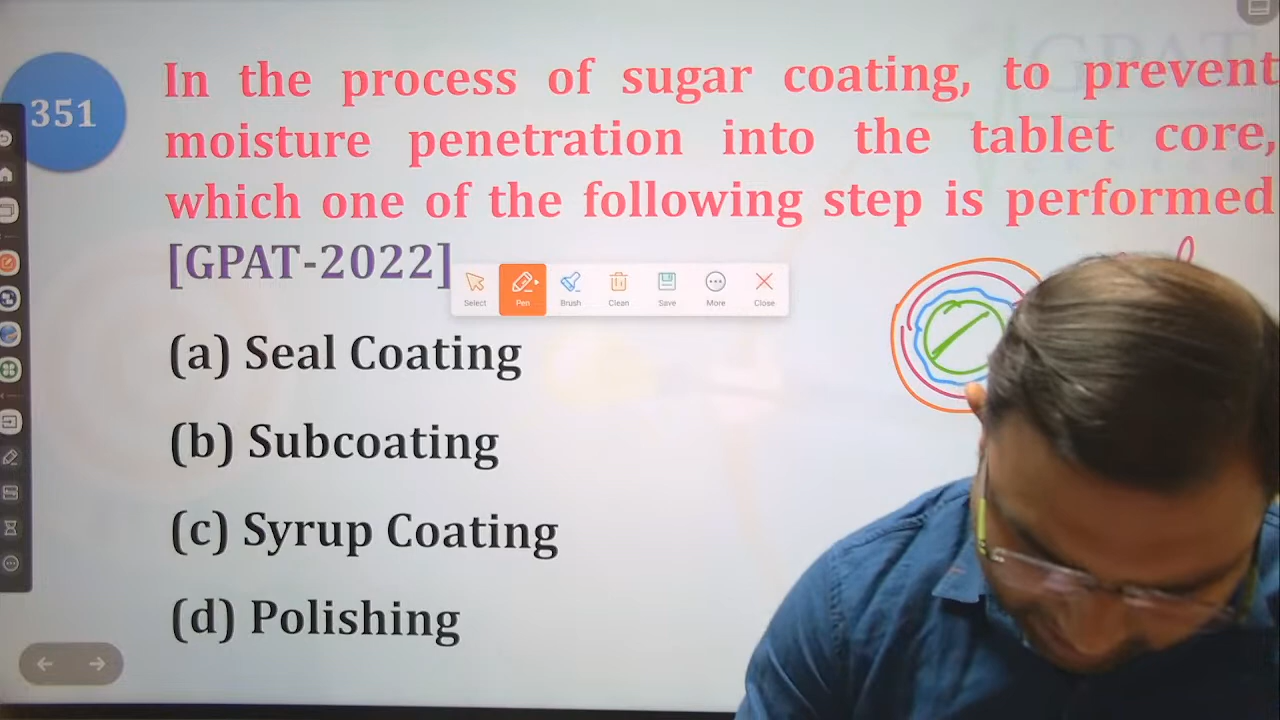 351
In the process of sugar coating, to prevent
moisture penetration into the tablet core,
which one of the following step is performed
[GPAT-2022]
Select Pen Brush Clean Save More Close
(a) Seal Coating
(b) Subcoating
(c) Syrup Coating
(d) Polishing